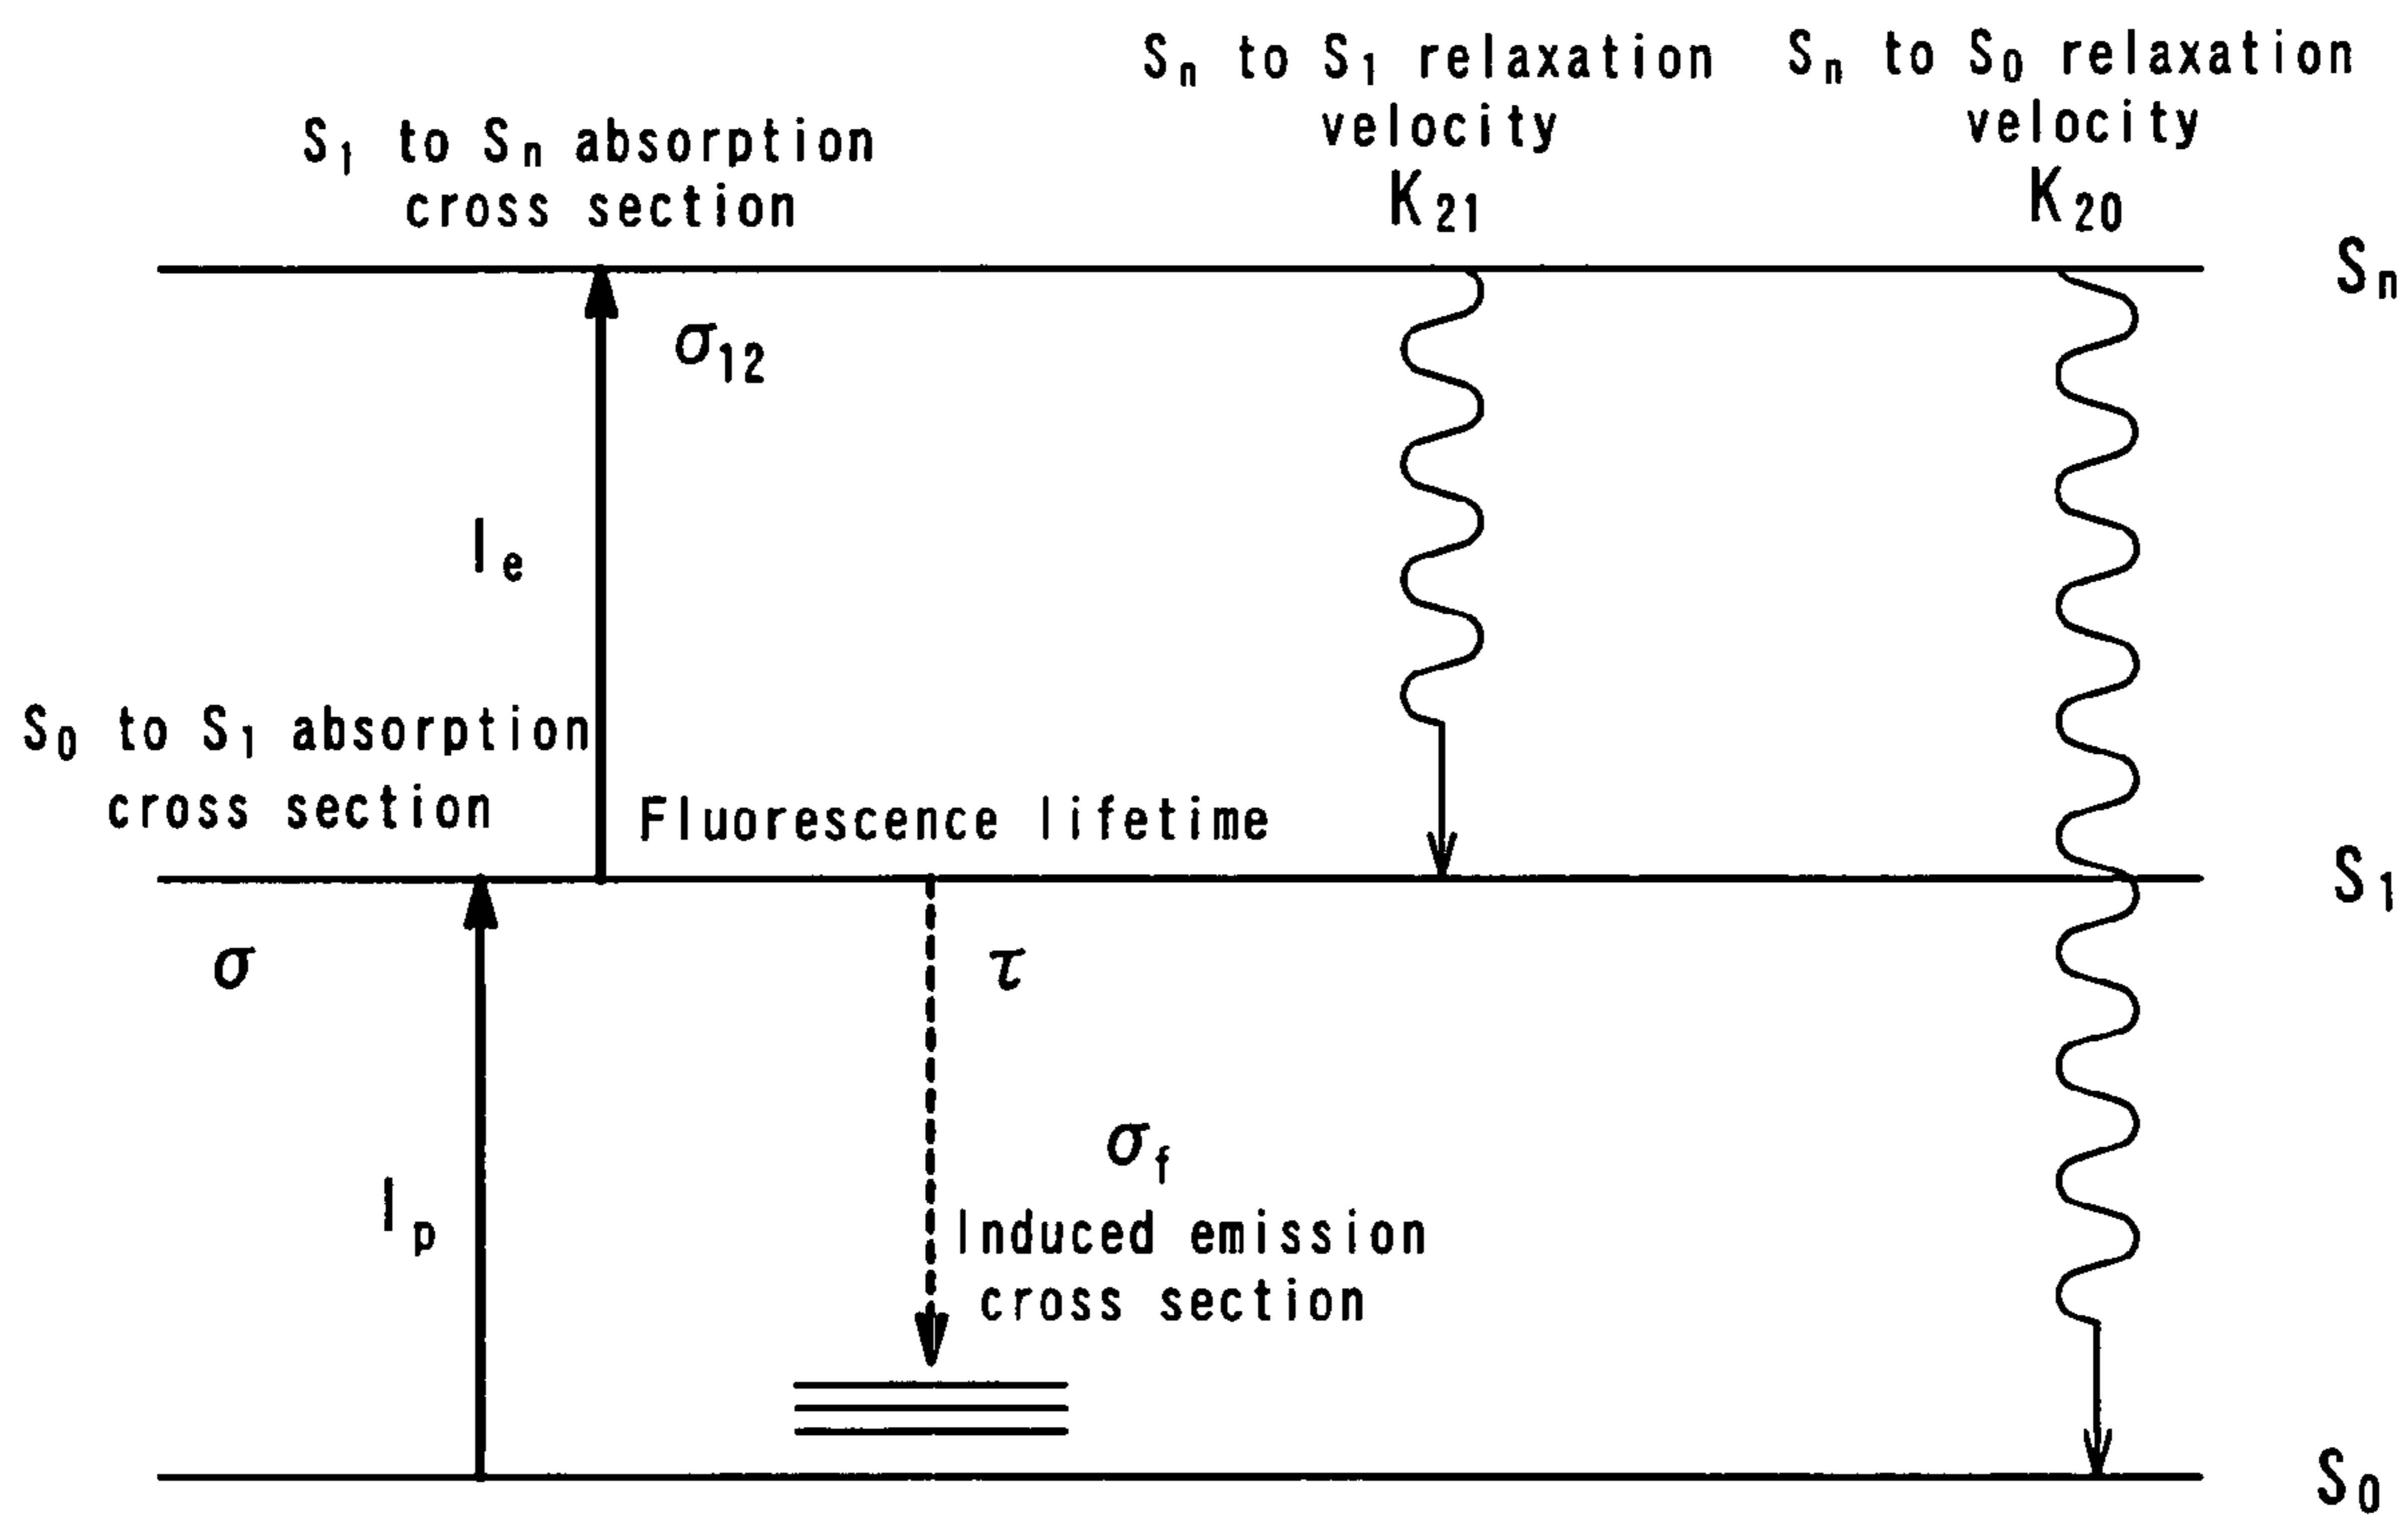 Sₙ to S₁ relaxation
velocity
K₂₁
Sₙ to S₀ relaxation
velocity
K₂₀
S₁ to Sₙ absorption
cross section
Sₙ
σ₁₂
Iₑ
S₀ to S₁ absorption
cross section
Fluorescence lifetime
S₁
σ
τ
σf
Induced emission
cross section
Iₚ
S₀